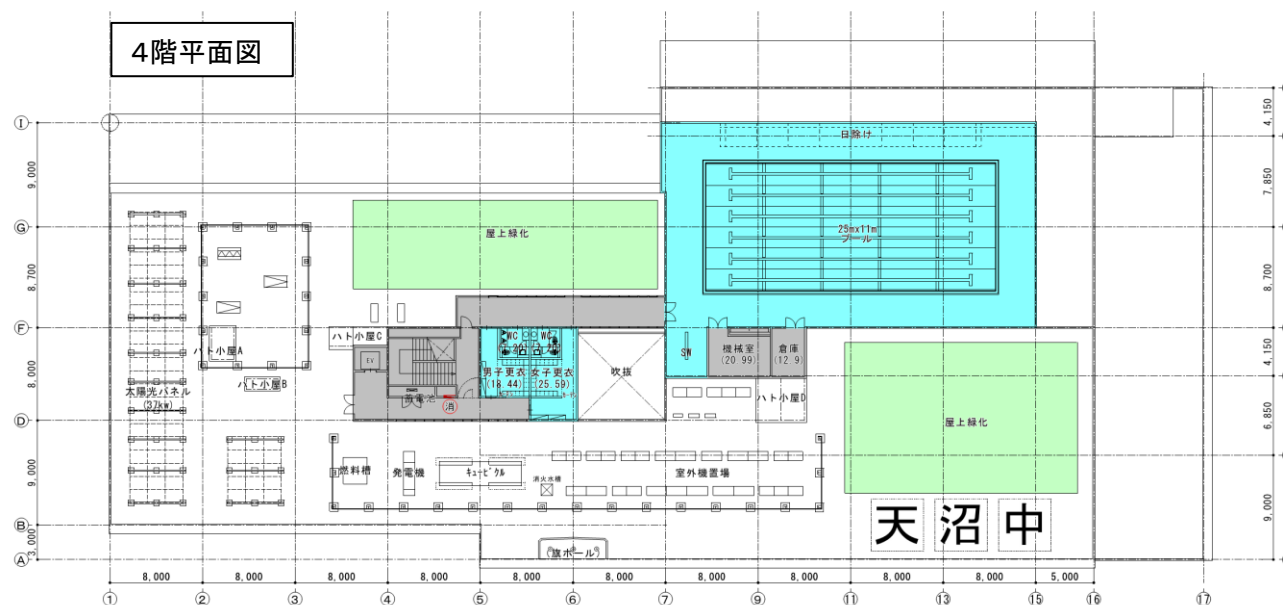 4階平面図
I
4,150
日除け
9,000
7,850
25mx11m
プール
G
屋上緑化
8,700
8,700
F
ハト小屋C
WC
WC
ハト小屋A
EV
SW
機械室
(20.99)
倉庫
(12.9
男子更衣
(18.44)
女子更衣
(25.59)
吹抜
8,000
ハト小屋B
太陽光パネル
(37kw)
蓄電池
消
ハト小屋D
6,850
D
屋上緑化
燃料槽
発電機
キュービクル
消火水槽
室外機置場
9,000
9,000
天沼中
B
(旗ポール)
3,000
A
8,000
8,000
8,000
8,000
8,000
8,000
8,000
8,000
8,000
8,000
5,000
1
2
3
4
5
6
7
9
11
13
15
16
17